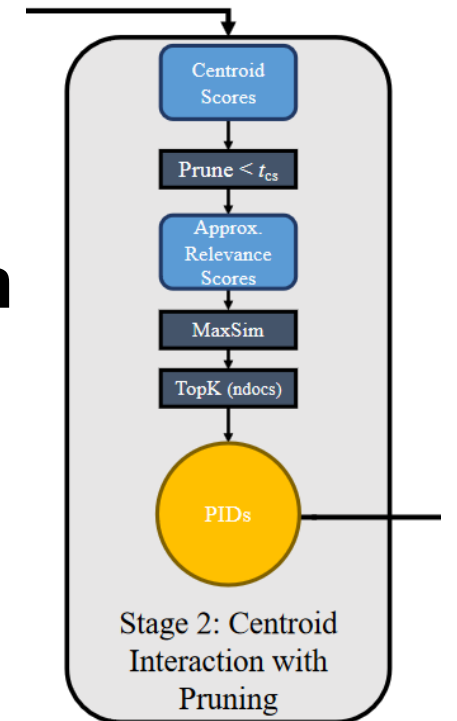 Centroid
Scores
Prune < tcs
Approx.
Relevance
Scores
n
MaxSim
TopK (ndocs)
PIDs
Stage 2: Centroid
Interaction with
Pruning